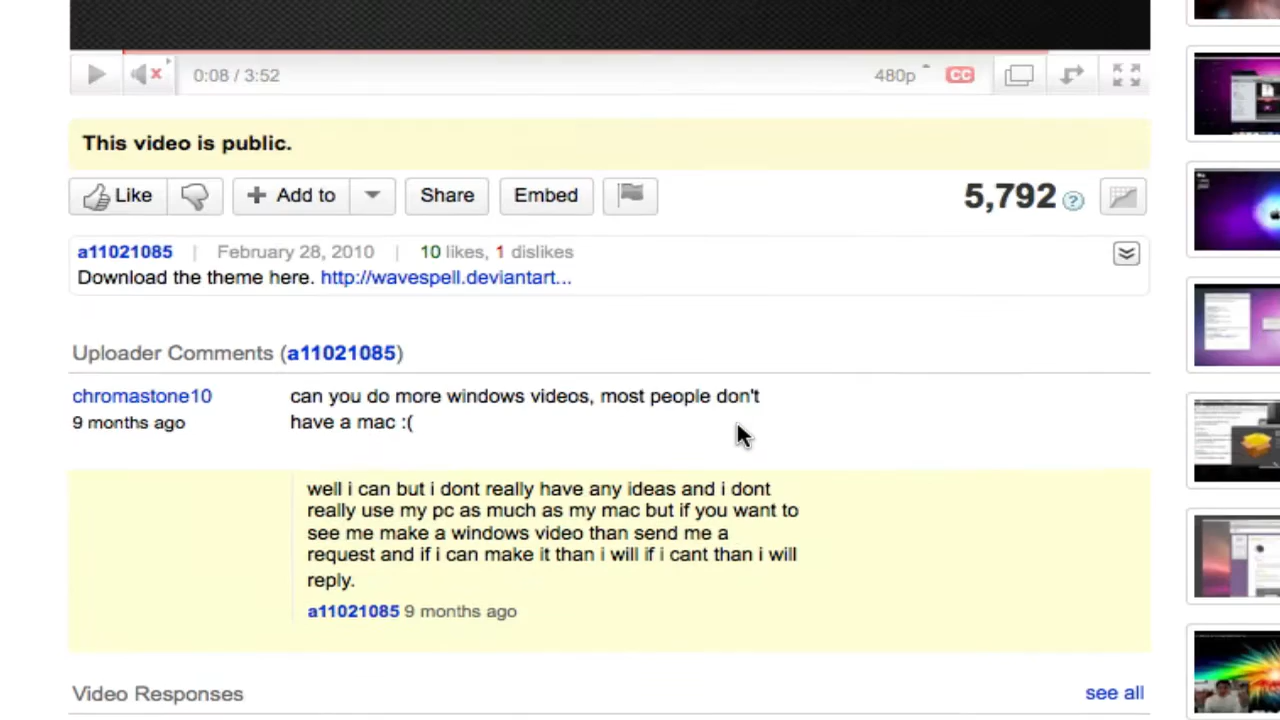 0:08 / 3:52
480p
CC
This video is public.
Like
Add to
Share
Embed
5,792 ?
a11021085 | February 28, 2010 | 10 likes, 1 dislikes
Download the theme here. http://wavespell.deviantart...
Uploader Comments (a11021085)
chromastone10
9 months ago
can you do more windows videos, most people don't
have a mac :(
well i can but i dont really have any ideas and i dont
really use my pc as much as my mac but if you want to
see me make a windows video than send me a
request and if i can make it than i will if i cant than i will
reply.
a11021085 9 months ago
Video Responses
see all